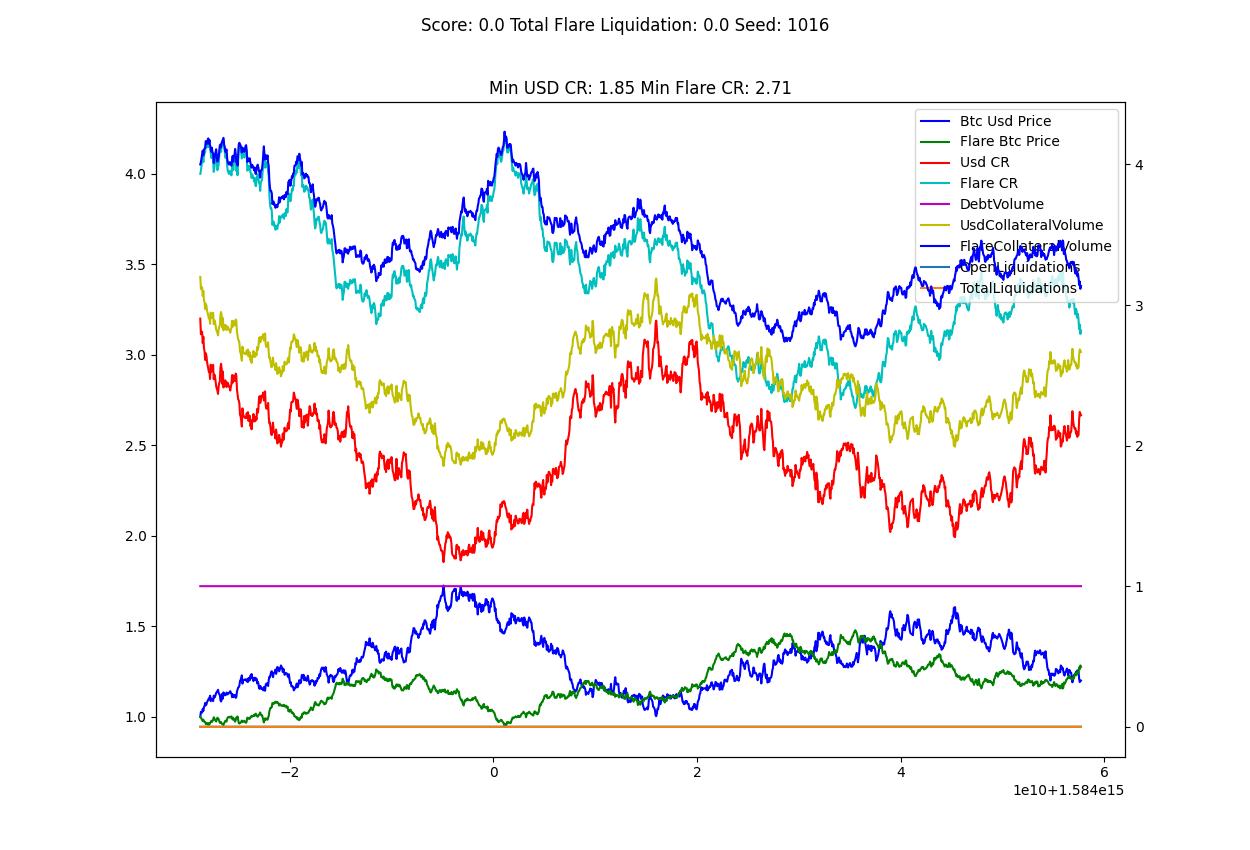 Score: 0.0 Total Flare Liquidation: 0.0 Seed: 1016
Min USD CR: 1.85 Min Flare CR: 2.71
Btc Usd Price
Flare Btc Price
Usd CR
Flare CR
DebtVolume
UsdCollateralVolume
FlareCollateralVolume
OpenLiquidations
TotalLiquidations
4.0
3.5
3.0
2.5
2.0
1.5
1.0
4
3
2
1
0
−2
0
2
4
6
1e10+1.584e15